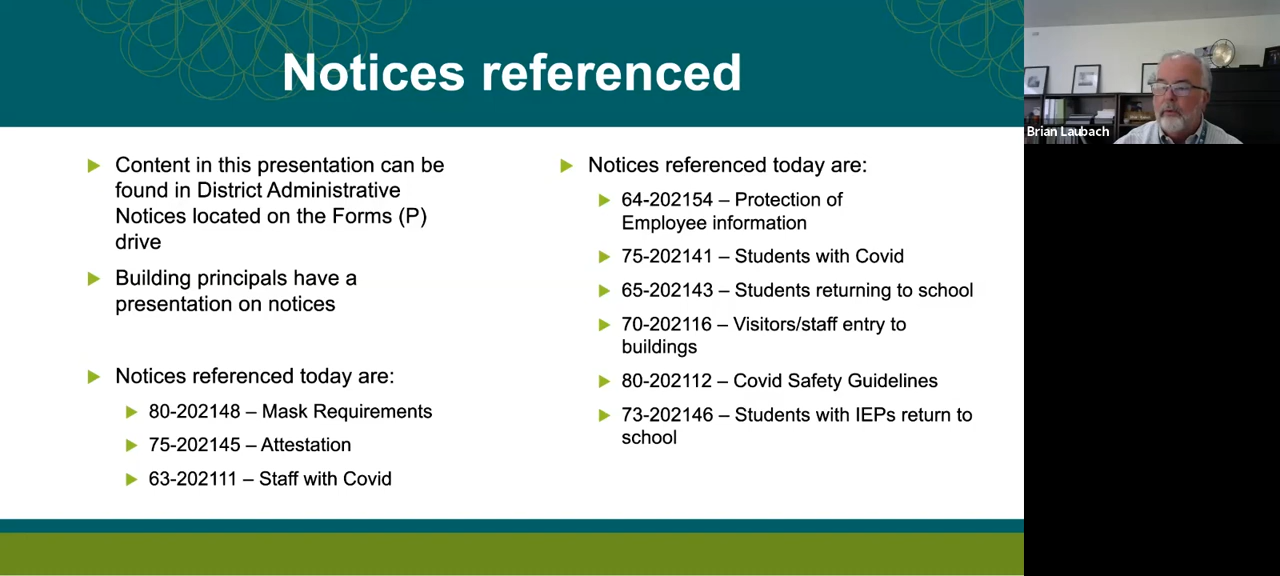 Notices referenced
Content in this presentation can be
found in District Administrative
Notices located on the Forms (P)
drive
Building principals have a
presentation on notices
Notices referenced today are:
80-202148 – Mask Requirements
75-202145 – Attestation
63-202111 – Staff with Covid
Notices referenced today are:
64-202154 – Protection of
Employee information
75-202141 – Students with Covid
65-202143 – Students returning to school
70-202116 – Visitors/staff entry to
buildings
80-202112 – Covid Safety Guidelines
73-202146 – Students with IEPs return to
school
Brian Laubach